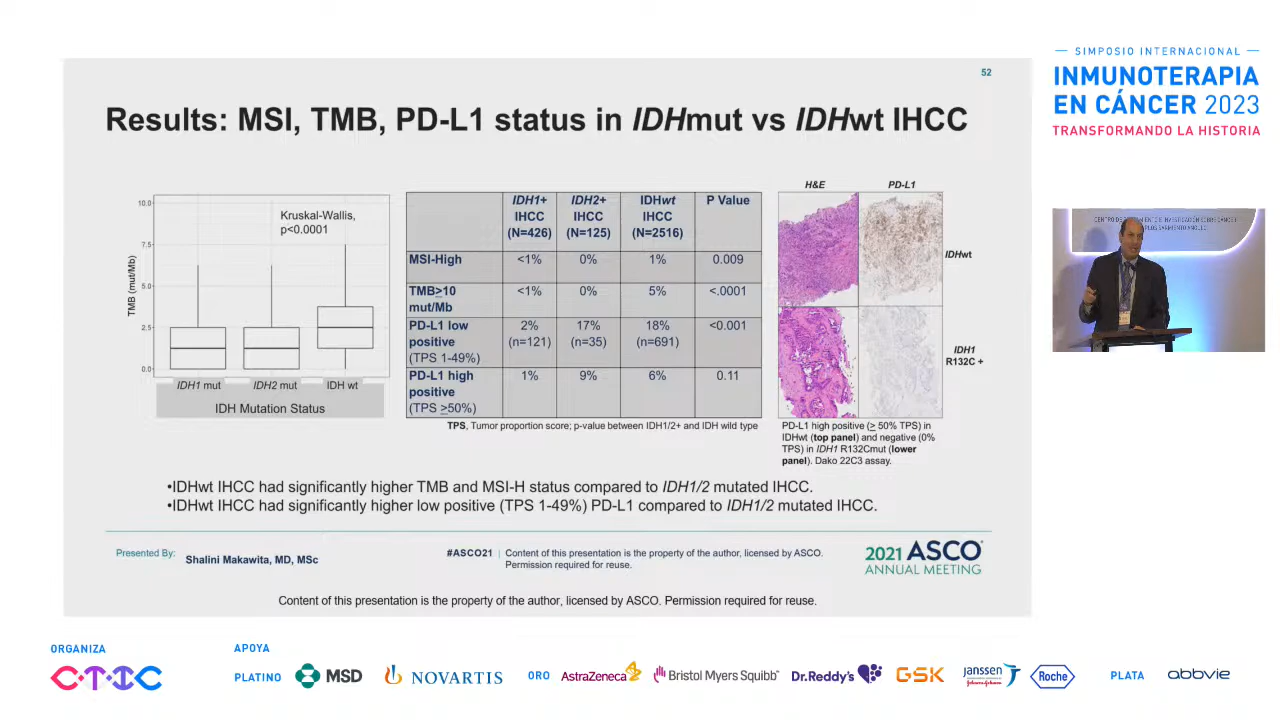 52
Results: MSI, TMB, PD-L1 status in IDHmut vs IDHwt IHCC
TMB (mut/Mb)
10.0
7.5
5.0
2.5
0.0
Kruskal-Wallis,
p<0.0001
IDH1 mut
IDH2 mut
IDH wt
IDH Mutation Status
IDH1+ IHCC (N=426)
IDH2+ IHCC (N=125)
IDHwt IHCC (N=2516)
P Value
MSI-High <1% 0% 1% 0.009
TMB≥10 mut/Mb <1% 0% 5% <.0001
PD-L1 low positive (TPS 1-49%) 2% (n=121) 17% (n=35) 18% (n=691) <0.001
PD-L1 high positive (TPS ≥50%) 1% 9% 6% 0.11
TPS, Tumor proportion score; p-value between IDH1/2+ and IDH wild type
H&E
PD-L1
IDHwt
IDH1
R132C +
PD-L1 high positive (≥ 50% TPS) in
IDHwt (top panel) and negative (0%
TPS) in IDH1 R132Cmut (lower
panel). Dako 22C3 assay.
•IDHwt IHCC had significantly higher TMB and MSI-H status compared to IDH1/2 mutated IHCC.
•IDHwt IHCC had significantly higher low positive (TPS 1-49%) PD-L1 compared to IDH1/2 mutated IHCC.
Presented By:
Shalini Makawita, MD, MSc
#ASCO21
Content of this presentation is the property of the author, licensed by ASCO.
Permission required for reuse.
2021 ASCO
ANNUAL MEETING
Content of this presentation is the property of the author, licensed by ASCO. Permission required for reuse.
SIMPOSIO INTERNACIONAL
INMUNOTERAPIA
EN CÁNCER 2023
TRANSFORMANDO LA HISTORIA
ORGANIZA
CTIC
APOYA
PLATINO
MSD
NOVARTIS
ORO
AstraZeneca
Bristol Myers Squibb
Dr.Reddy's
GSK
Janssen
Johnson&Johnson
Roche
PLATA
abbvie